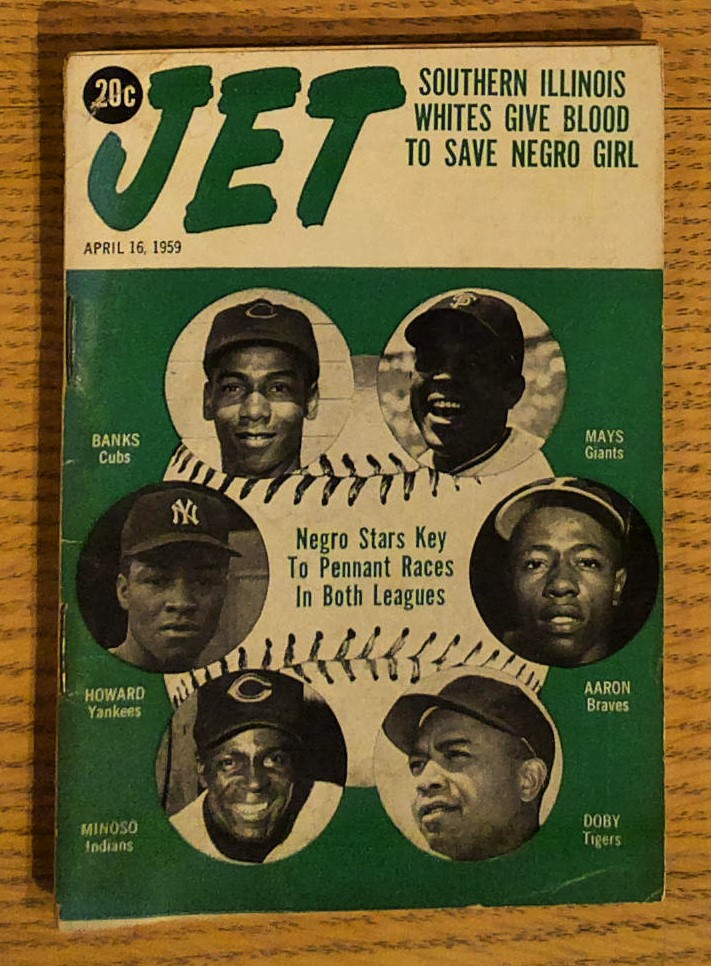 20c
JET
SOUTHERN ILLINOIS
WHITES GIVE BLOOD
TO SAVE NEGRO GIRL
APRIL 16, 1959
C
SF
BANKS
Cubs
MAYS
Giants
NY
Negro Stars Key
To Pennant Races
In Both Leagues
HOWARD
Yankees
AARON
Braves
C
MINOSO
Indians
DOBY
Tigers